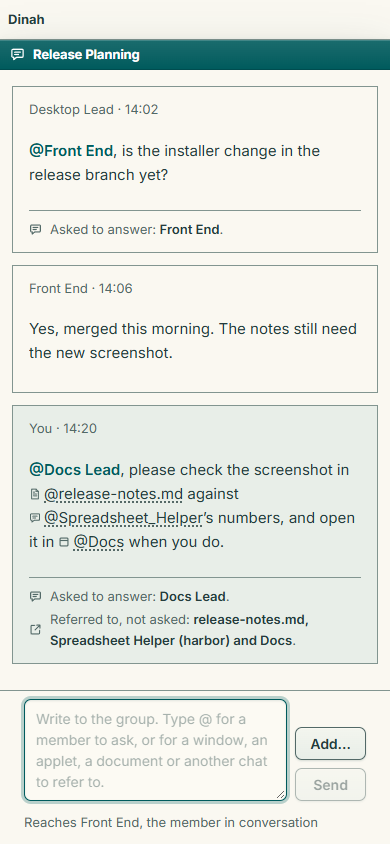 Dinah
Release Planning
Desktop Lead · 14:02
@Front End, is the installer change in the
release branch yet?
Asked to answer: Front End.
Front End · 14:06
Yes, merged this morning. The notes still need
the new screenshot.
You · 14:20
@Docs Lead, please check the screenshot in
@release-notes.md against
@Spreadsheet_Helper's numbers, and open
it in @Docs when you do.
Asked to answer: Docs Lead.
Referred to, not asked: release-notes.md,
Spreadsheet Helper (harbor) and Docs.
Write to the group. Type @ for a
member to ask, or for a window, an
applet, a document or another chat
to refer to.
Add...
Send
Reaches Front End, the member in conversation